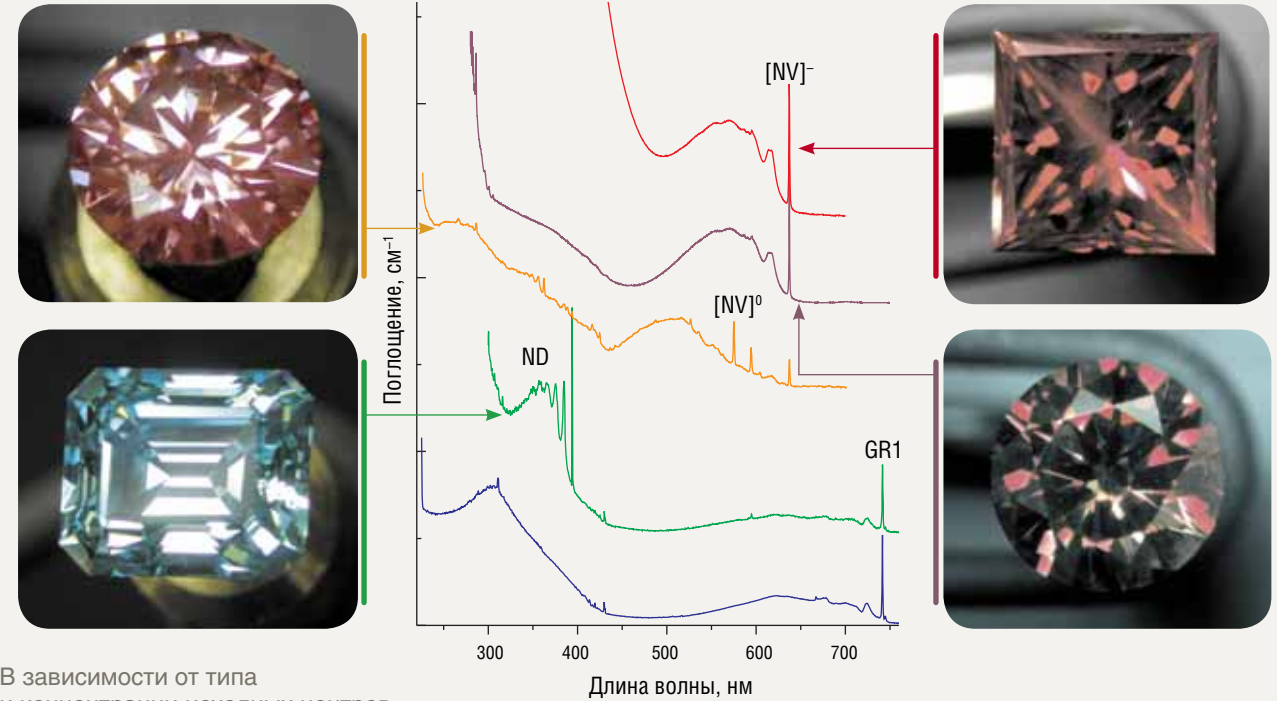 [NV]⁻
[NV]⁰
ND
GR1
Поглощение, см⁻¹
300 400 500 600 700
Длина волны, нм
В зависимости от типа